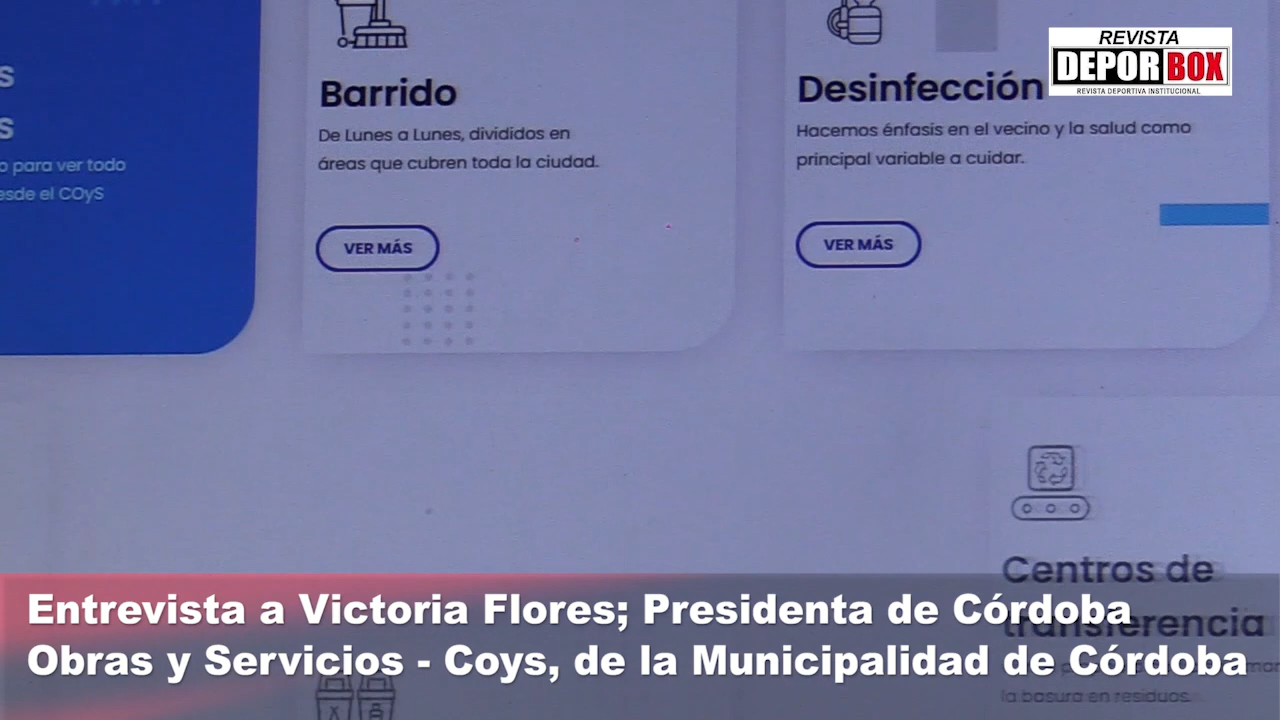 REVISTA
DEPORBOX
REVISTA DEPORTIVA INSTITUCIONAL
s
s
o para ver todo
esde el COyS
Barrido
De Lunes a Lunes, divididos en
áreas que cubren toda la ciudad.
VER MÁS
Desinfección
Hacemos énfasis en el vecino y la salud como
principal variable a cuidar.
VER MÁS
Centros de
transferencia
la basura en residuos.
Entrevista a Victoria Flores; Presidenta de Córdoba
Obras y Servicios - Coys, de la Municipalidad de Córdoba